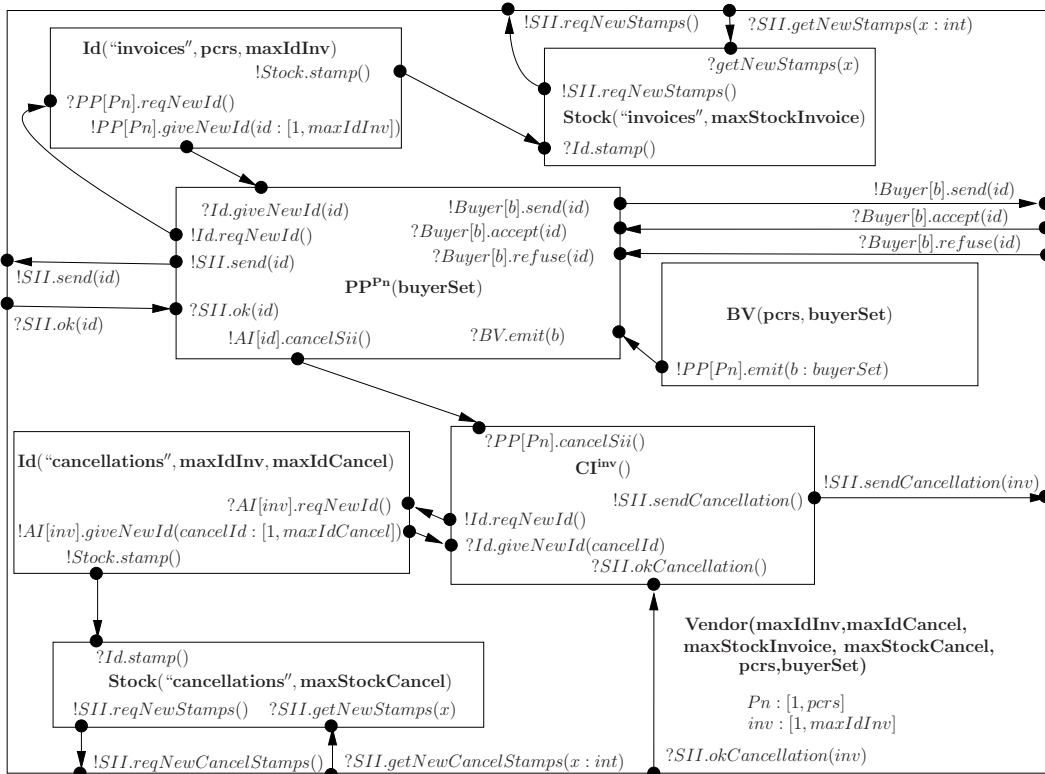 !SII.reqNewStamps()
?SII.getNewStamps(x : int)
Id(“invoices”, pcrs, maxIdInv)
!Stock.stamp()
?PP[Pn].reqNewId()
!PP[Pn].giveNewId(id : [1, maxIdInv])
?getNewStamps(x)
!SII.reqNewStamps()
Stock(“invoices”, maxStockInvoice)
?Id.stamp()
?Id.giveNewId(id)
!Id.reqNewId()
!SII.send(id)
?SII.ok(id)
!AI[id].cancelSii()
PP^Pn(buyerSet)
!Buyer[b].send(id)
?Buyer[b].accept(id)
?Buyer[b].refuse(id)
?BV.emit(b)
!SII.send(id)
?SII.ok(id)
!Buyer[b].send(id)
?Buyer[b].accept(id)
?Buyer[b].refuse(id)
BV(pcrs, buyerSet)
!PP[Pn].emit(b : buyerSet)
Id(“cancellations”, maxIdInv, maxIdCancel)
?AI[inv].reqNewId()
!AI[inv].giveNewId(cancelId : [1, maxIdCancel])
!Stock.stamp()
?PP[Pn].cancelSii()
CI^inv()
!SII.sendCancellation()
!Id.reqNewId()
?Id.giveNewId(cancelId)
?SII.okCancellation()
!SII.sendCancellation(inv)
?Id.stamp()
Stock(“cancellations”, maxStockCancel)
!SII.reqNewStamps()
?SII.getNewStamps(x)
!SII.reqNewCancelStamps()
?SII.getNewCancelStamps(x : int)
Vendor(maxIdInv,maxIdCancel,
maxStockInvoice, maxStockCancel,
pcrs,buyerSet)
Pn : [1, pcrs]
inv : [1, maxIdInv]
?SII.okCancellation(inv)